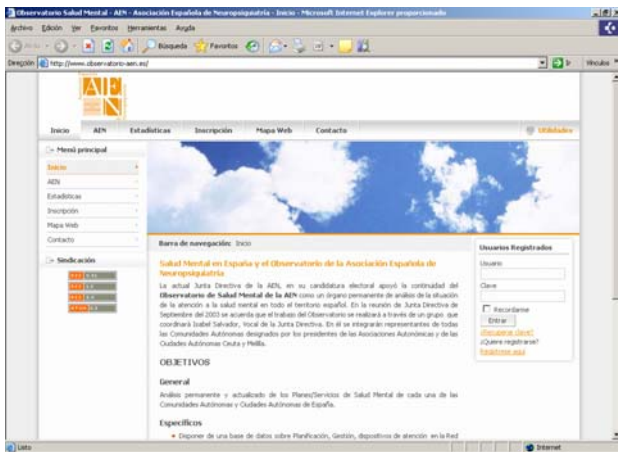 Observatorio Salud Mental - AEN - Asociación Española de Neuropsiquiatría - Inicio - Microsoft Internet Explorer proporcionado
Archivo Edición Ver Favoritos Herramientas Ayuda
Atrás Búsqueda Favoritos
Dirección http://www.observatorio-aen.es/ Ir Vínculos
AEN
Inicio AEN Estadísticas Inscripción Mapa Web Contacto Utilidades
Menú principal
Inicio
AEN
Estadísticas
Inscripción
Mapa Web
Contacto
Sindicación
Barra de navegación: Inicio
Salud Mental en España y el Observatorio de la Asociación Española de
Neuropsiquiatría
La actual Junta Directiva de la AEN, en su candidatura electoral apoyó la continuidad del
Observatorio de Salud Mental de la AEN como un órgano permanente de análisis de la situación
de la atención a la salud mental en todo el territorio español. En la reunión de Junta Directiva de
Septiembre del 2003 se acuerda que el trabajo del Observatorio se realizará a través de un grupo que
coordinará Isabel Salvador, Vocal de la Junta Directiva. En él se integrarán representantes de todas
las Comunidades Autónomas designados por los presidentes de las Asociaciones Autonómicas y de las
Ciudades Autónomas Ceuta y Melilla.
OBJETIVOS
General
Análisis permanente y actualizado de los Planes/Servicios de Salud Mental de cada una de las
Comunidades Autónomas y Ciudades Autónomas de España.
Específicos
Disponer de una base de datos sobre Planificación, Gestión, dispositivos de atención en la Red
Usuarios Registrados
Usuario
Clave
Recordarme
Entrar
¿Recuperar clave?
¿Quiere registrarse?
Regístrese aquí
Listo Internet